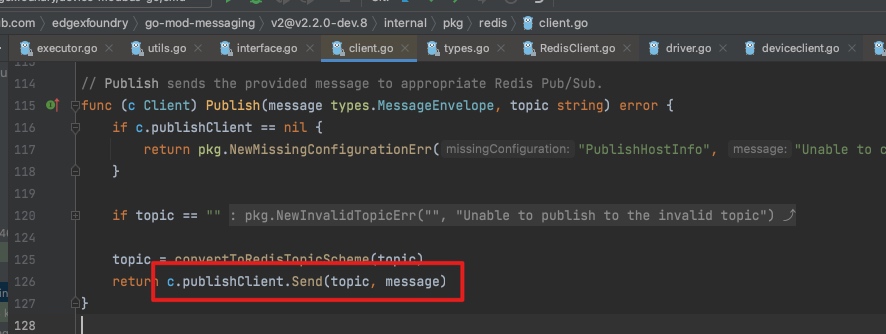 lb.com › edgexfoundry › go-mod-messaging › v2@v2.2.0-dev.8 › internal › pkg › redis › client.go
executor.go × utils.go × interface.go × client.go × types.go × RedisClient.go × driver.go × deviceclient.go ×
114 // Publish sends the provided message to appropriate Redis Pub/Sub.
115 func (c Client) Publish(message types.MessageEnvelope, topic string) error {
116 if c.publishClient == nil {
117 return pkg.NewMissingConfigurationErr( missingConfiguration: "PublishHostInfo", message: "Unable to c
118 }
119
120 if topic == "" : pkg.NewInvalidTopicErr("", "Unable to publish to the invalid topic")
124
125 topic = convertToRedisTopicScheme(topic)
126 return c.publishClient.Send(topic, message)
127 }
128